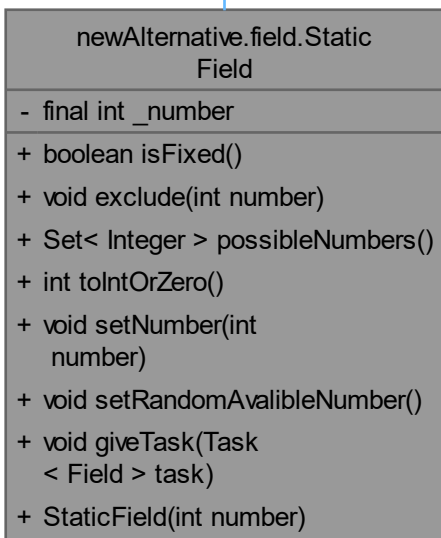 newAlternative.field.Static
Field
- final int _number
+ boolean isFixed()
+ void exclude(int number)
+ Set< Integer > possibleNumbers()
+ int toIntOrZero()
+ void setNumber(int
number)
+ void setRandomAvalibleNumber()
+ void giveTask(Task
< Field > task)
+ StaticField(int number)